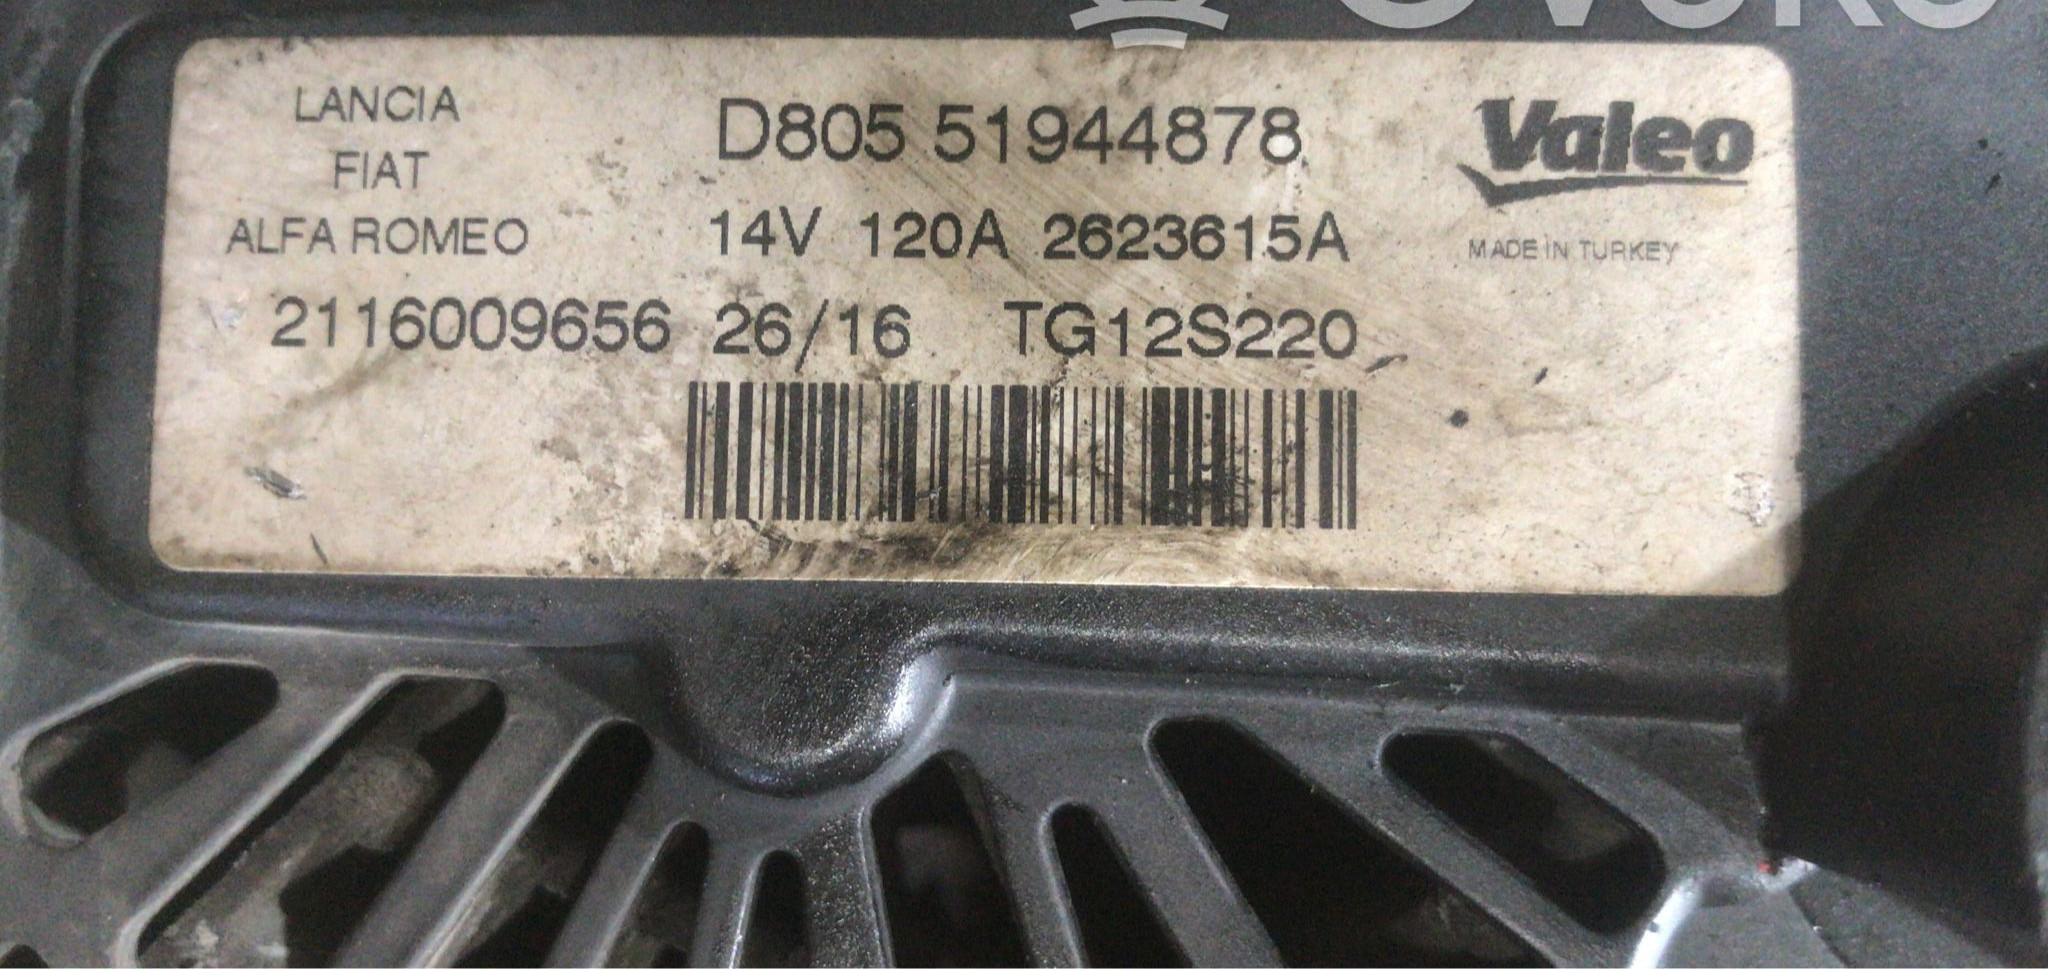 LANCIA
FIAT
ALFA ROMEO
D805 51944878
14V 120A 2623615A
2116009656 26/16 TG12S220
Valeo
MADE IN TURKEY